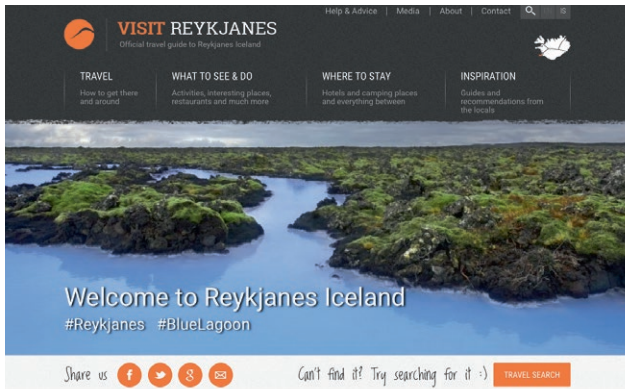 Help & Advice | Media | About | Contact IS
VISIT REYKJANES
Official travel guide to Reykjanes Iceland
TRAVEL
How to get there
and around
WHAT TO SEE & DO
Activities, interesting places,
restaurants and much more
WHERE TO STAY
Hotels and camping places
and everything between
INSPIRATION
Guides and
recommendations from
the locals
Welcome to Reykjanes Iceland
#Reykjanes #BlueLagoon
Share us f g Can't find it? Try searching for it :) TRAVEL SEARCH